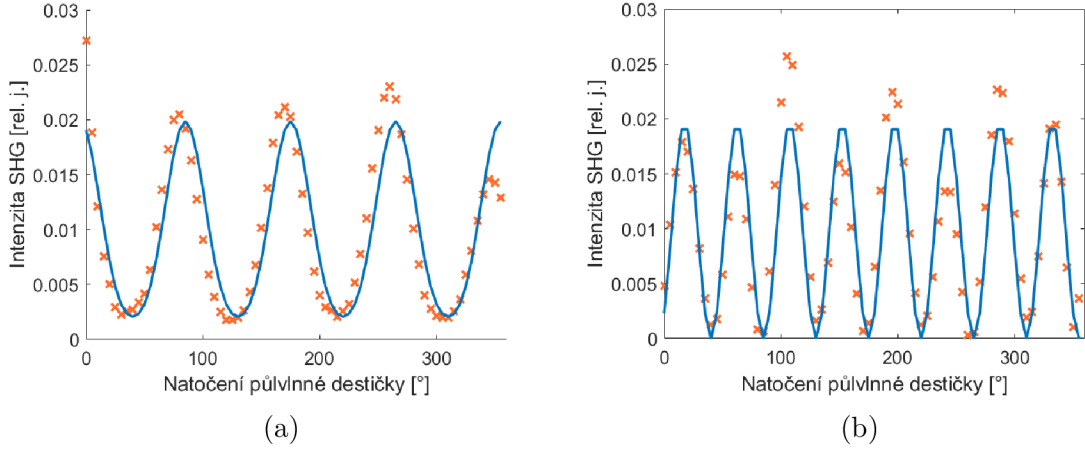 0.03
0.025
0.02
0.015
0.01
0.005
0
Intenzita SHG [rel. j.]
0 100 200 300
Natočení půlvlnné destičky [°]
(a)
0.03
0.025
0.02
0.015
0.01
0.005
0
Intenzita SHG [rel. j.]
0 100 200 300
Natočení půlvlnné destičky [°]
(b)